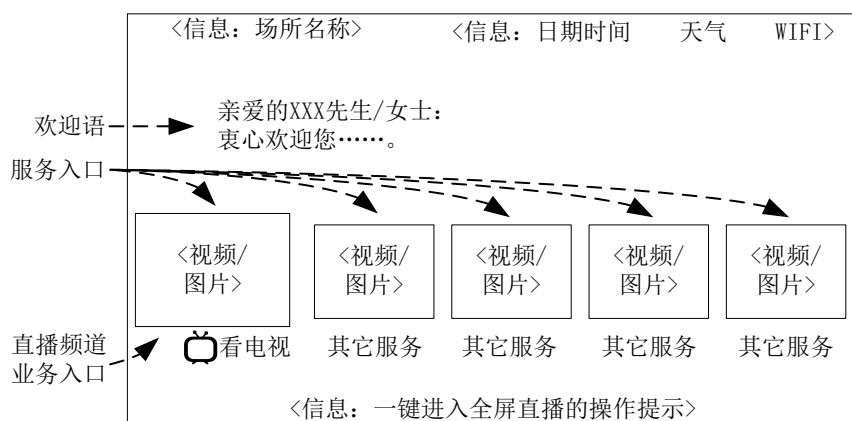 <信息：场所名称>
<信息：日期时间 天气 WIFI>
欢迎语
亲爱的XXX先生/女士：
衷心欢迎您……。
服务入口
<视频/
图片>
<视频/
图片>
<视频/
图片>
<视频/
图片>
<视频/
图片>
直播频道
业务入口
看电视
其它服务
其它服务
其它服务
其它服务
<信息：一键进入全屏直播的操作提示>